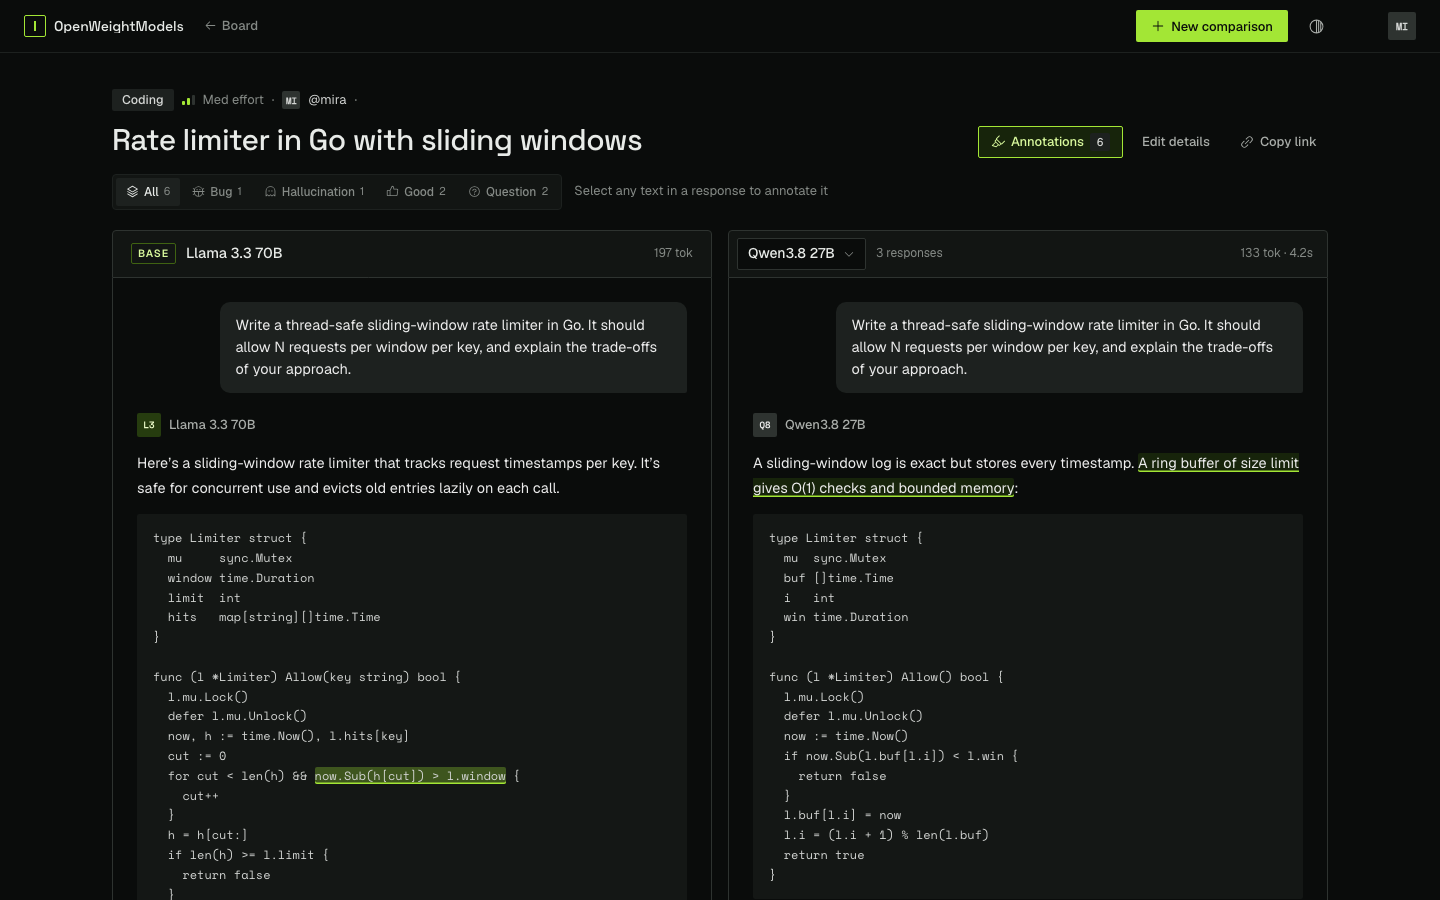 OpenWeightModels
← Board
+ New comparison
MI
Coding
Med effort · MI @mira ·
Rate limiter in Go with sliding windows
Annotations 6
Edit details
Copy link
All 6
Bug 1
Hallucination 1
Good 2
Question 2
Select any text in a response to annotate it
BASE Llama 3.3 70B
197 tok
Write a thread-safe sliding-window rate limiter in Go. It should
allow N requests per window per key, and explain the trade-offs
of your approach.
L3 Llama 3.3 70B
Here’s a sliding-window rate limiter that tracks request timestamps per key. It’s
safe for concurrent use and evicts old entries lazily on each call.
type Limiter struct {
  mu     sync.Mutex
  window time.Duration
  limit  int
  hits   map[string][]time.Time
}
func (l *Limiter) Allow(key string) bool {
  l.mu.Lock()
  defer l.mu.Unlock()
  now, h := time.Now(), l.hits[key]
  cut := 0
  for cut < len(h) && now.Sub(h[cut]) > l.window {
    cut++
  }
  h = h[cut:]
  if len(h) >= l.limit {
    return false
  }
Qwen3.8 27B
3 responses
133 tok · 4.2s
Write a thread-safe sliding-window rate limiter in Go. It should
allow N requests per window per key, and explain the trade-offs
of your approach.
Q8 Qwen3.8 27B
A sliding-window log is exact but stores every timestamp. A ring buffer of size limit
gives O(1) checks and bounded memory:
type Limiter struct {
  mu  sync.Mutex
  buf []time.Time
  i   int
  win time.Duration
}
func (l *Limiter) Allow() bool {
  l.mu.Lock()
  defer l.mu.Unlock()
  now := time.Now()
  if now.Sub(l.buf[l.i]) < l.win {
    return false
  }
  l.buf[l.i] = now
  l.i = (l.i + 1) % len(l.buf)
  return true
}